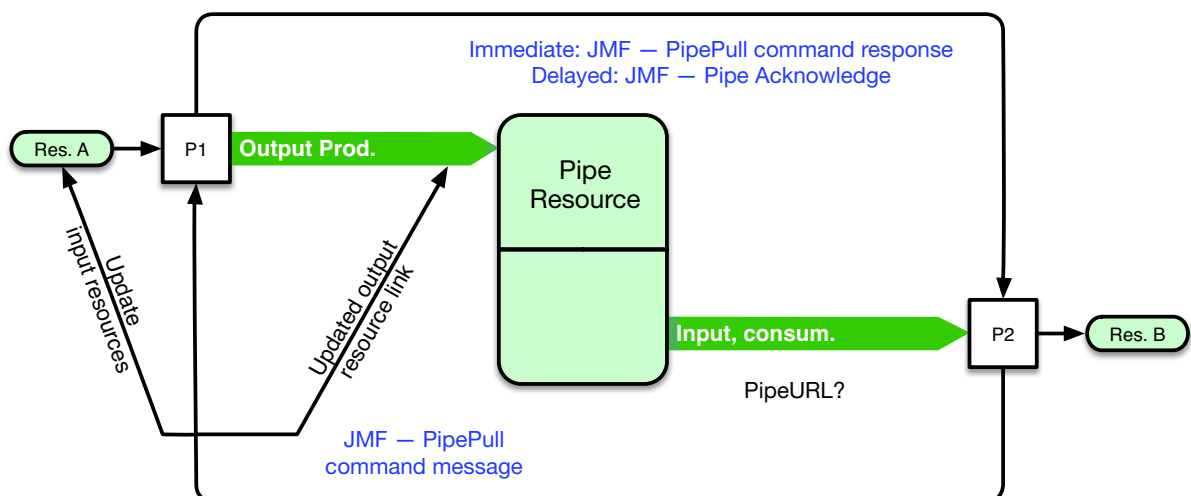 Immediate: JMF — PipePull command response
Delayed: JMF — Pipe Acknowledge
Res. A
P1
Output Prod.
Pipe
Resource
Update
input resources
Updated output
resource link
Input, consum.
P2
Res. B
PipeURL?
JMF — PipePull
command message